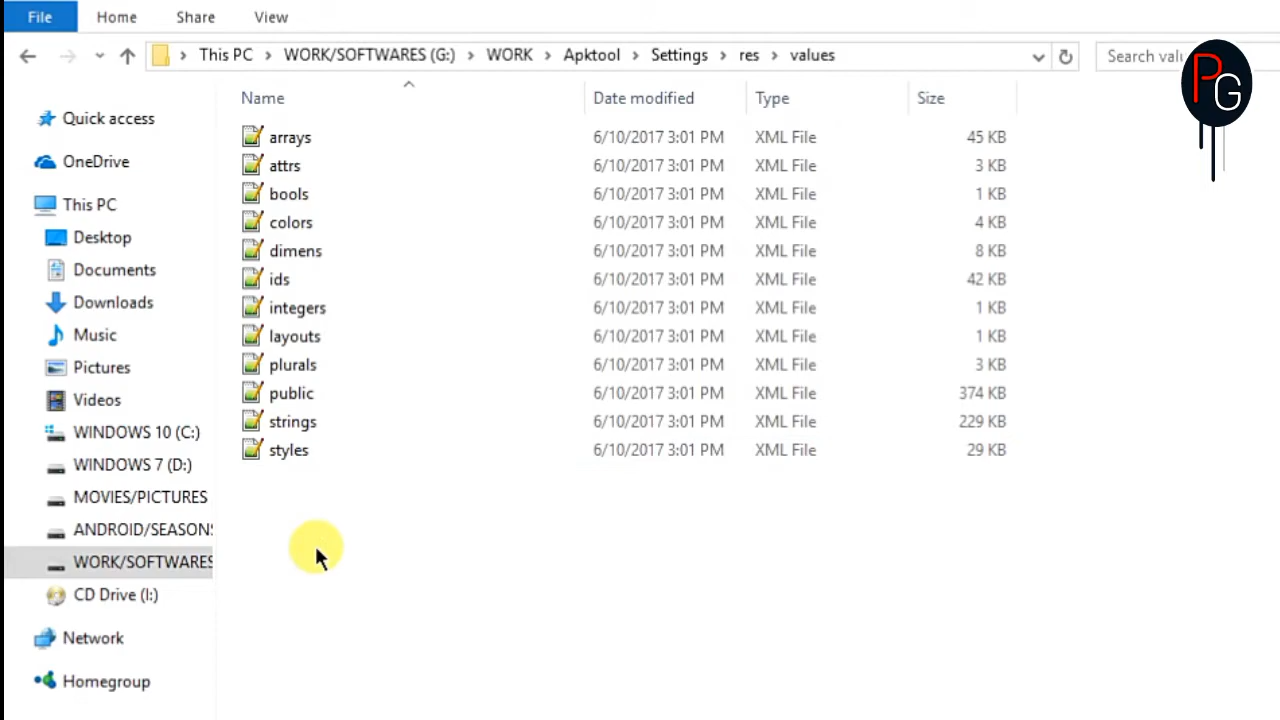 File Home Share View
This PC WORK/SOFTWARES (G:) WORK Apktool Settings res values Search valu
PG
Name Date modified Type Size
arrays 6/10/2017 3:01 PM XML File 45 KB
attrs 6/10/2017 3:01 PM XML File 3 KB
bools 6/10/2017 3:01 PM XML File 1 KB
colors 6/10/2017 3:01 PM XML File 4 KB
dimens 6/10/2017 3:01 PM XML File 8 KB
ids 6/10/2017 3:01 PM XML File 42 KB
integers 6/10/2017 3:01 PM XML File 1 KB
layouts 6/10/2017 3:01 PM XML File 1 KB
plurals 6/10/2017 3:01 PM XML File 3 KB
public 6/10/2017 3:01 PM XML File 374 KB
strings 6/10/2017 3:01 PM XML File 229 KB
styles 6/10/2017 3:01 PM XML File 29 KB
Quick access
OneDrive
This PC
Desktop
Documents
Downloads
Music
Pictures
Videos
WINDOWS 10 (C:)
WINDOWS 7 (D:)
MOVIES/PICTURES
ANDROID/SEASONS
WORK/SOFTWARES
CD Drive (I:)
Network
Homegroup